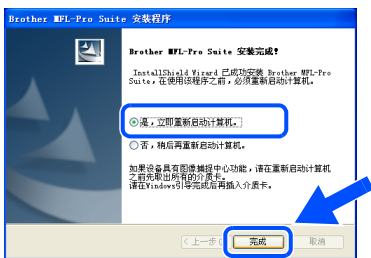 Brother MFL-Pro Suite 安装程序
Brother MFL-Pro Suite 安装完成!
InstallShield Wizard 已成功安装 Brother MFL-Pro
Suite,在使用该程序之前,必须重新启动计算机。
是,立即重新启动计算机。
否,稍后再重新启动计算机。
如果设备具有图像捕捉中心功能,请在重新启动计算机
之前先取出所有的介质卡。
请在Windows引导完成后再插入介质卡。
<上一步(
完成
取消